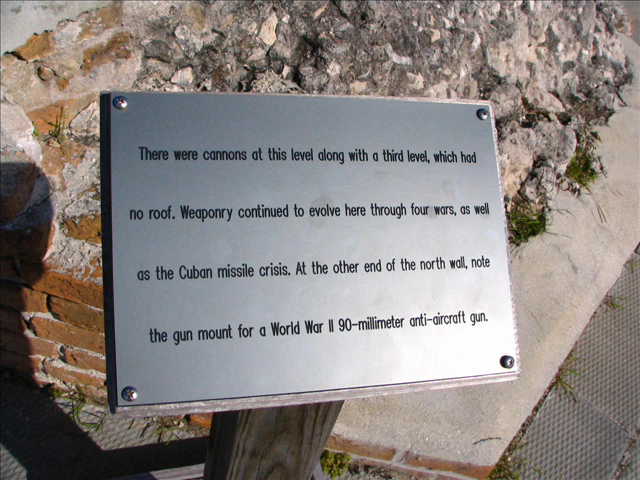 There were cannons at this level along with a third level, which had
no roof. Weaponry continued to evolve here through four wars, as well
as the Cuban missile crisis. At the other end of the north wall, note
the gun mount for a World War II 90-millimeter anti-aircraft gun.